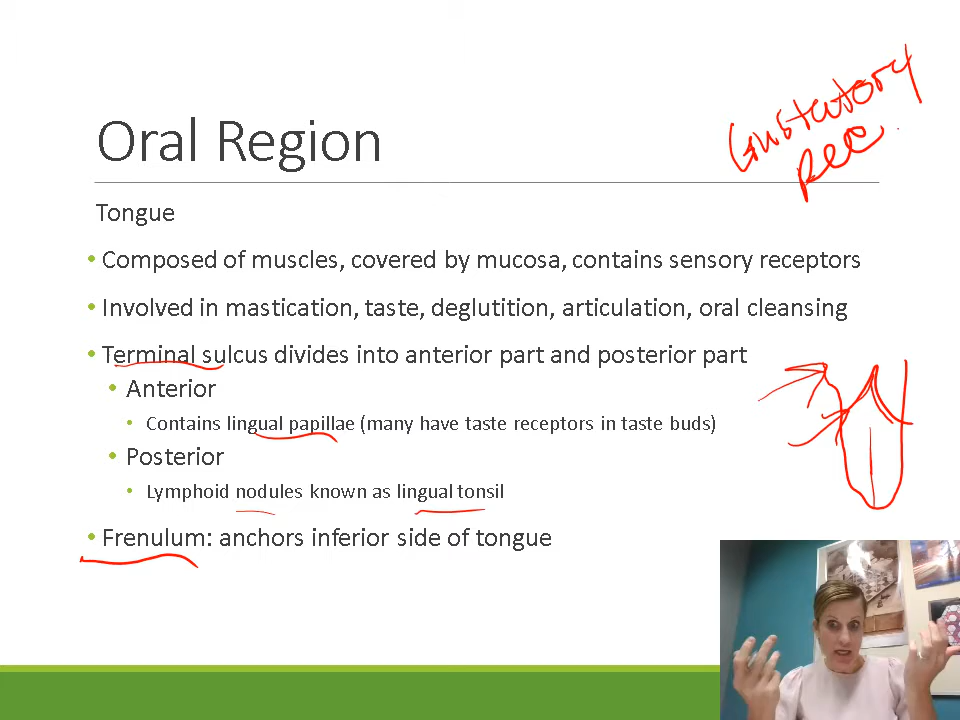 Gustatory
Rec.
Oral Region
Tongue
• Composed of muscles, covered by mucosa, contains sensory receptors
• Involved in mastication, taste, deglutition, articulation, oral cleansing
• Terminal sulcus divides into anterior part and posterior part
• Anterior
• Contains lingual papillae (many have taste receptors in taste buds)
• Posterior
• Lymphoid nodules known as lingual tonsil
• Frenulum: anchors inferior side of tongue